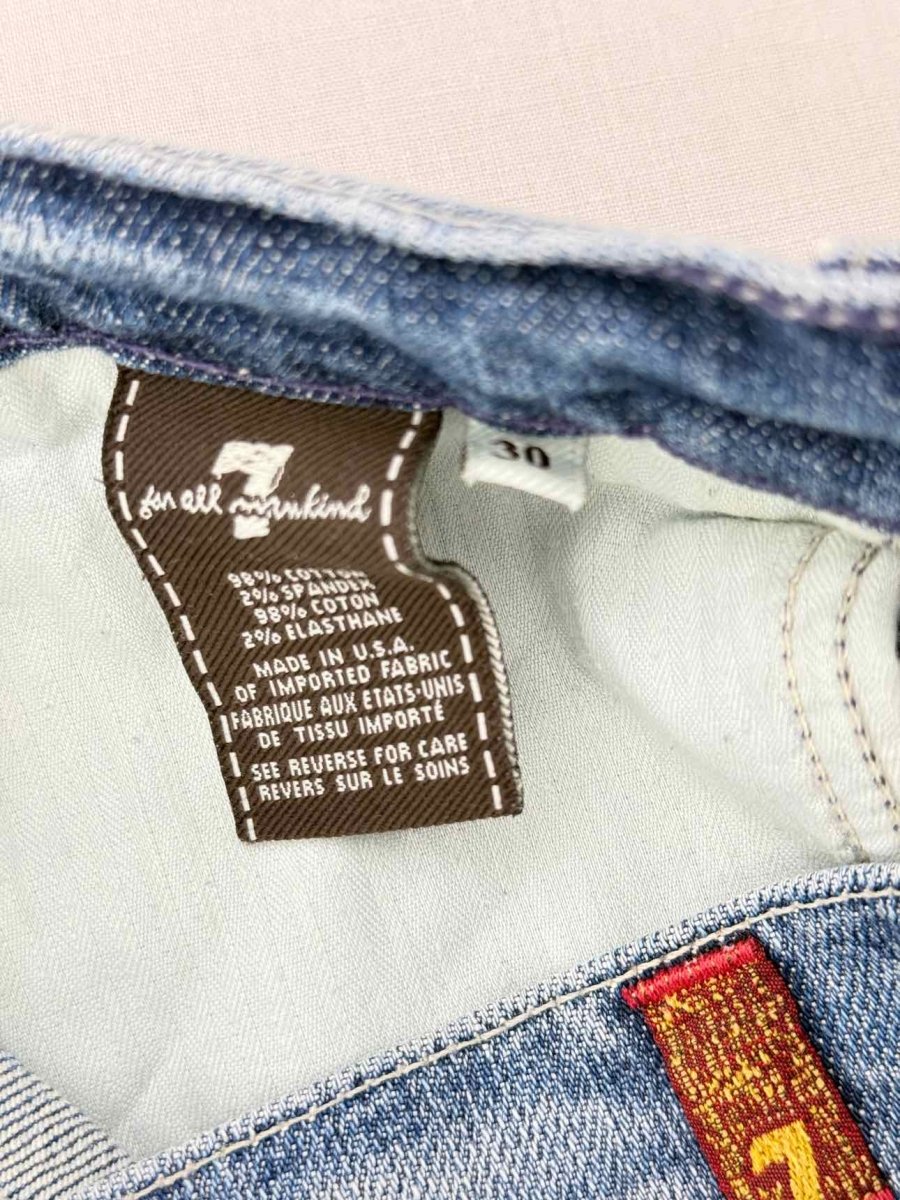 7
for all mankind
30
98% COTTON
2% SPANDEX
98% COTON
2% ELASTHANE
MADE IN U.S.A.
OF IMPORTED FABRIC
FABRIQUE AUX ETATS-UNIS
DE TISSU IMPORTÉ
SEE REVERSE FOR CARE
REVERS SUR LE SOINS
7